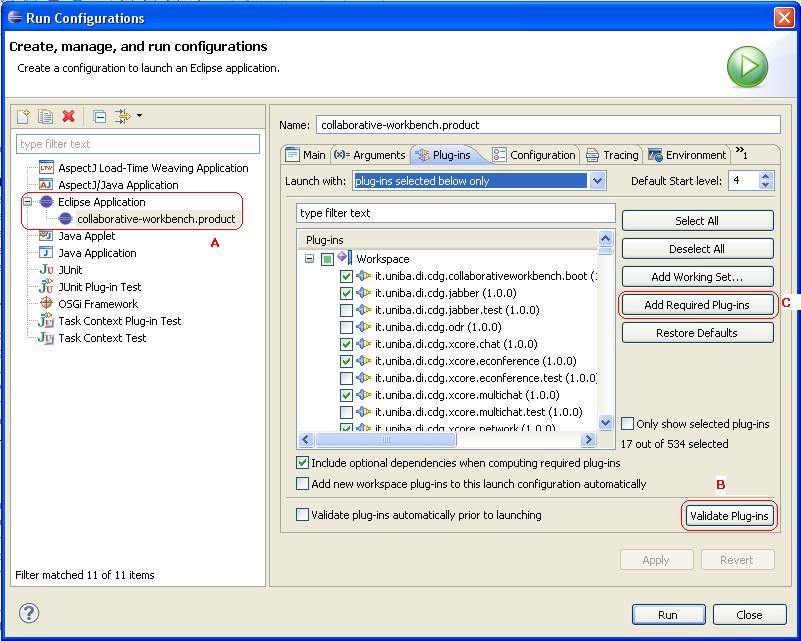 Run Configurations
Create, manage, and run configurations
Create a configuration to launch an Eclipse application.
type filter text
AspectJ Load-Time Weaving Application
AspectJ/Java Application
Eclipse Application
collaborative-workbench.product
A
Java Applet
Java Application
JUnit
JUnit Plug-in Test
OSGi Framework
Task Context Plug-in Test
Task Context Test
Filter matched 11 of 11 items
Name: collaborative-workbench.product
Main (x)= Arguments Plug-ins Configuration Tracing Environment »1
Launch with: plug-ins selected below only Default Start level: 4
type filter text
Plug-ins
Workspace
it.uniba.di.cdg.collaborativeworkbench.boot (1
it.uniba.di.cdg.jabber (1.0.0)
it.uniba.di.cdg.jabber.test (1.0.0)
it.uniba.di.cdg.odr (1.0.0)
it.uniba.di.cdg.xcore.chat (1.0.0)
it.uniba.di.cdg.xcore.econference (1.0.0)
it.uniba.di.cdg.xcore.econference.test (1.0.0)
it.uniba.di.cdg.xcore.multichat (1.0.0)
it.uniba.di.cdg.xcore.multichat.test (1.0.0)
it.uniba.di.cdg.xcore.network (1.0.0)
Select All
Deselect All
Add Working Set...
Add Required Plug-ins
C
Restore Defaults
Only show selected plug-ins
17 out of 534 selected
Include optional dependencies when computing required plug-ins
Add new workspace plug-ins to this launch configuration automatically
B
Validate plug-ins automatically prior to launching
Validate Plug-ins
Apply Revert
? Run Close